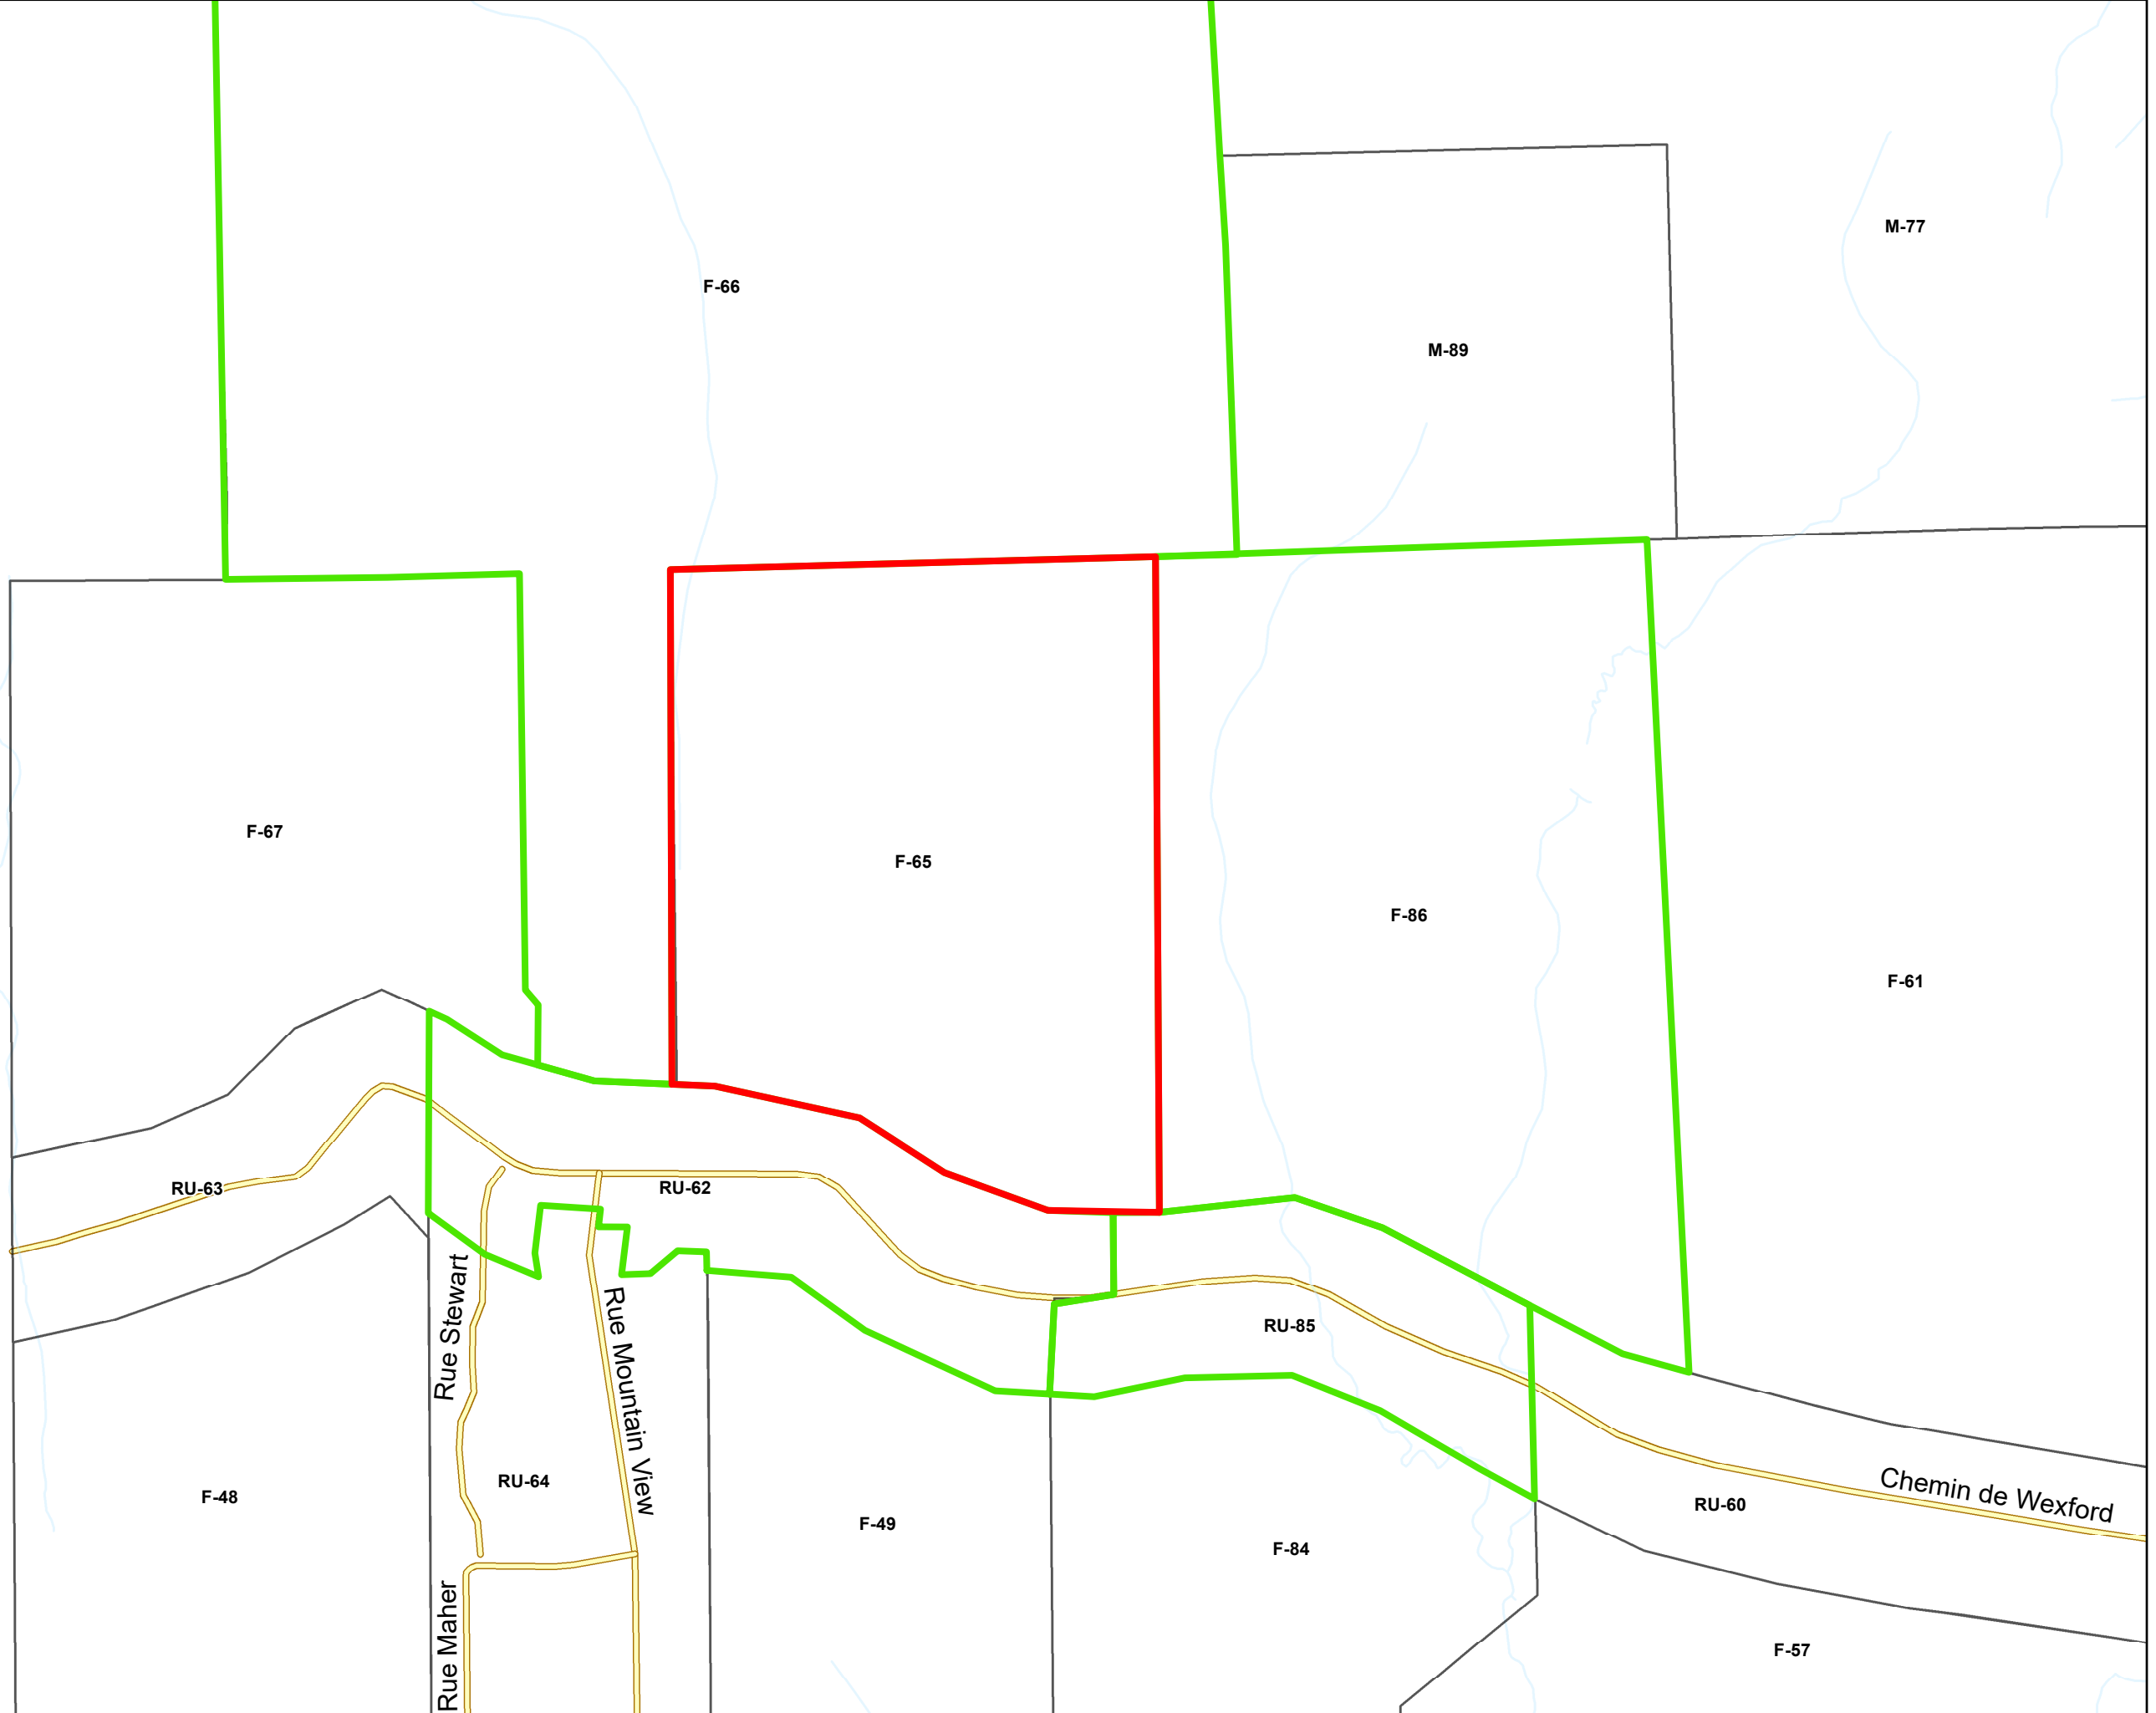 M-77
F-66
M-89
F-67
F-65
F-86
F-61
RU-63
RU-62
Rue Stewart
Rue Mountain View
RU-85
RU-64
F-48
Chemin de Wexford
RU-60
F-49
F-84
Rue Maher
F-57